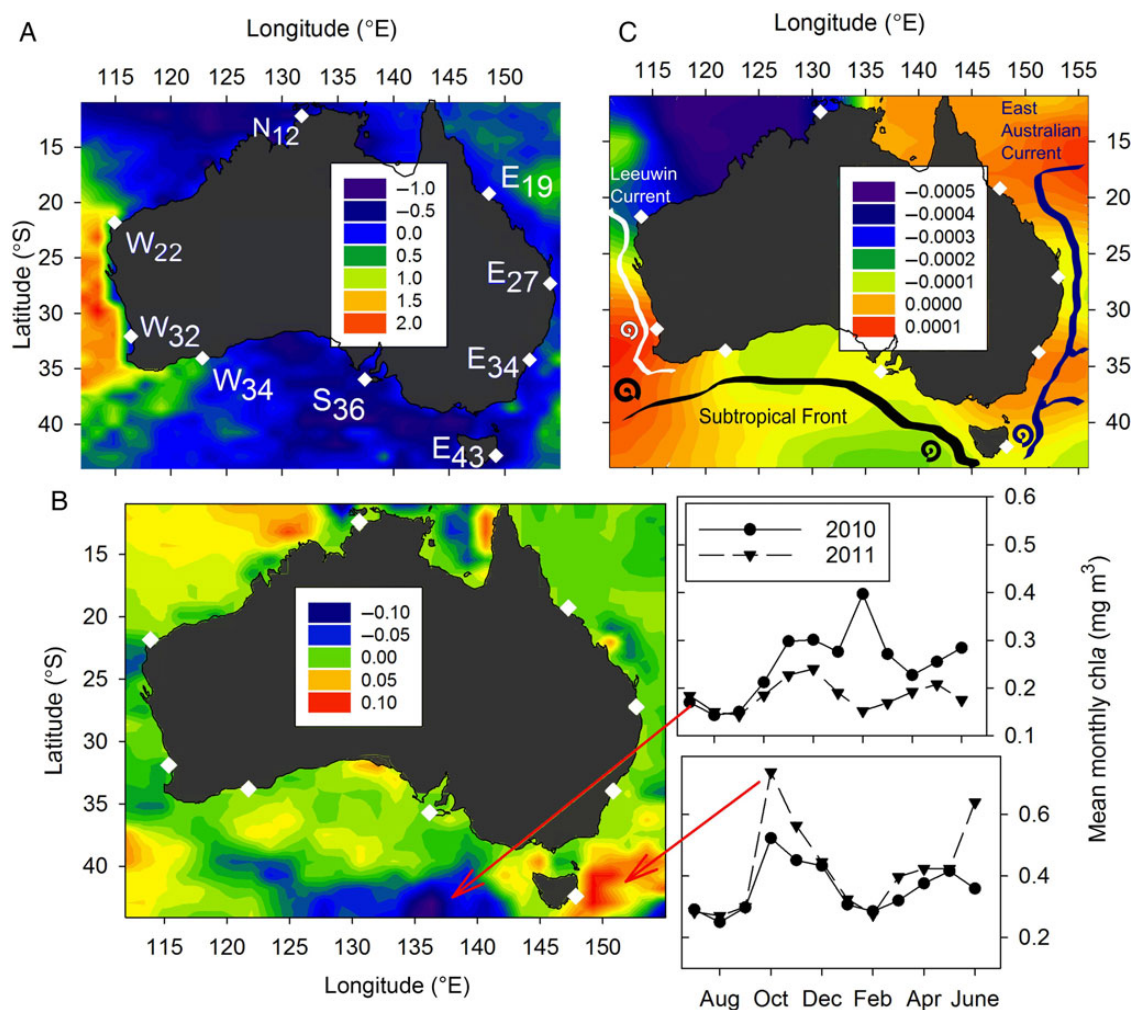 A
Longitude (°E)
115 120 125 130 135 140 145 150
Latitude (°S)
15
20
25
30
35
40
N12
E19
W22
E27
W32
W34
E34
S36
E43
−1.0
−0.5
0.0
0.5
1.0
1.5
2.0
C
Longitude (°E)
115 120 125 130 135 140 145 150 155
Latitude (°S)
15
20
25
30
35
40
East
Australian
Current
Leeuwin
Current
Subtropical Front
−0.0005
−0.0004
−0.0003
−0.0002
−0.0001
0.0000
0.0001
B
Latitude (°S)
15
20
25
30
35
40
−0.10
−0.05
0.00
0.05
0.10
115 120 125 130 135 140 145 150
Longitude (°E)
2010
2011
0.6
0.5
0.4
0.3
0.2
0.1
0.6
0.4
0.2
Mean monthly chla (mg m³)
Aug Oct Dec Feb Apr June